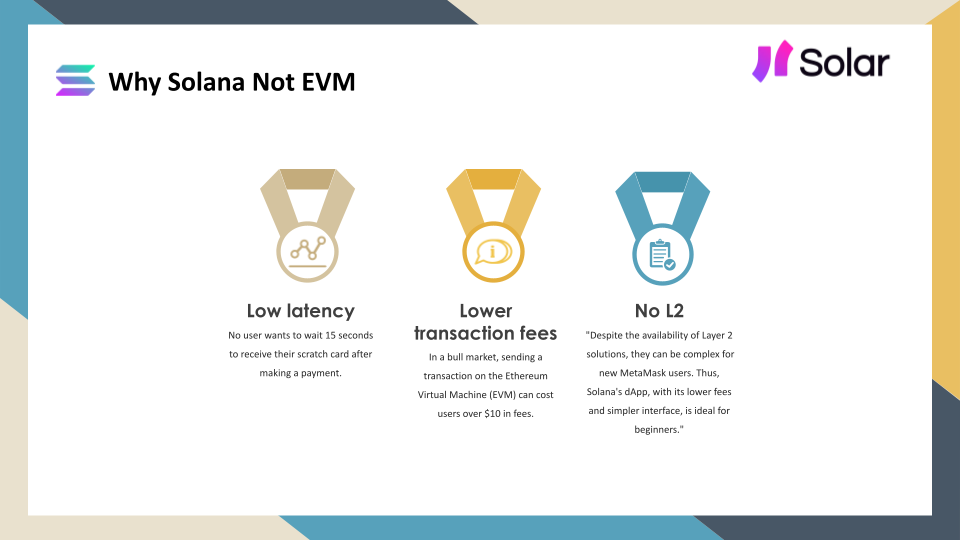 Solar
Why Solana Not EVM
Low latency
No user wants to wait 15 seconds
to receive their scratch card after
making a payment.
Lower
transaction fees
In a bull market, sending a
transaction on the Ethereum
Virtual Machine (EVM) can cost
users over $10 in fees.
No L2
"Despite the availability of Layer 2
solutions, they can be complex for
new MetaMask users. Thus,
Solana's dApp, with its lower fees
and simpler interface, is ideal for
beginners."